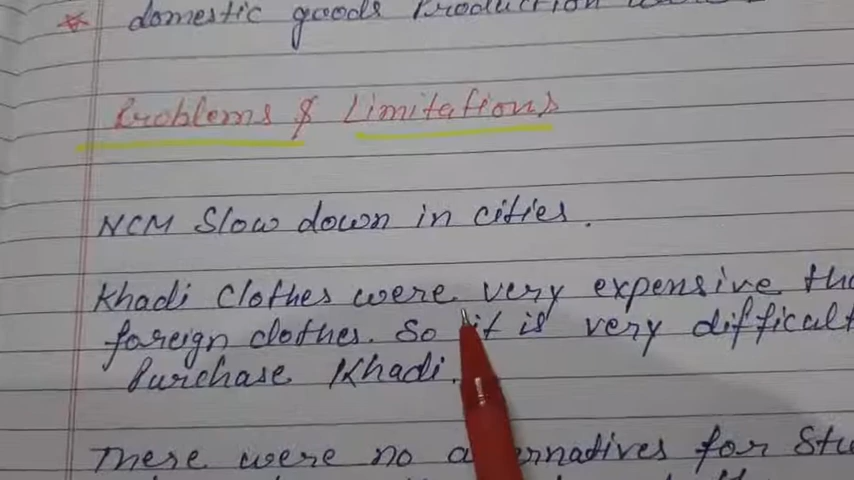 domestic goods Production
Problems & Limitations
NCM Slow down in cities.
Khadi Clothes were very expensive
foreign clothes. So it is very difficult
Purchase Khadi.
There were no for